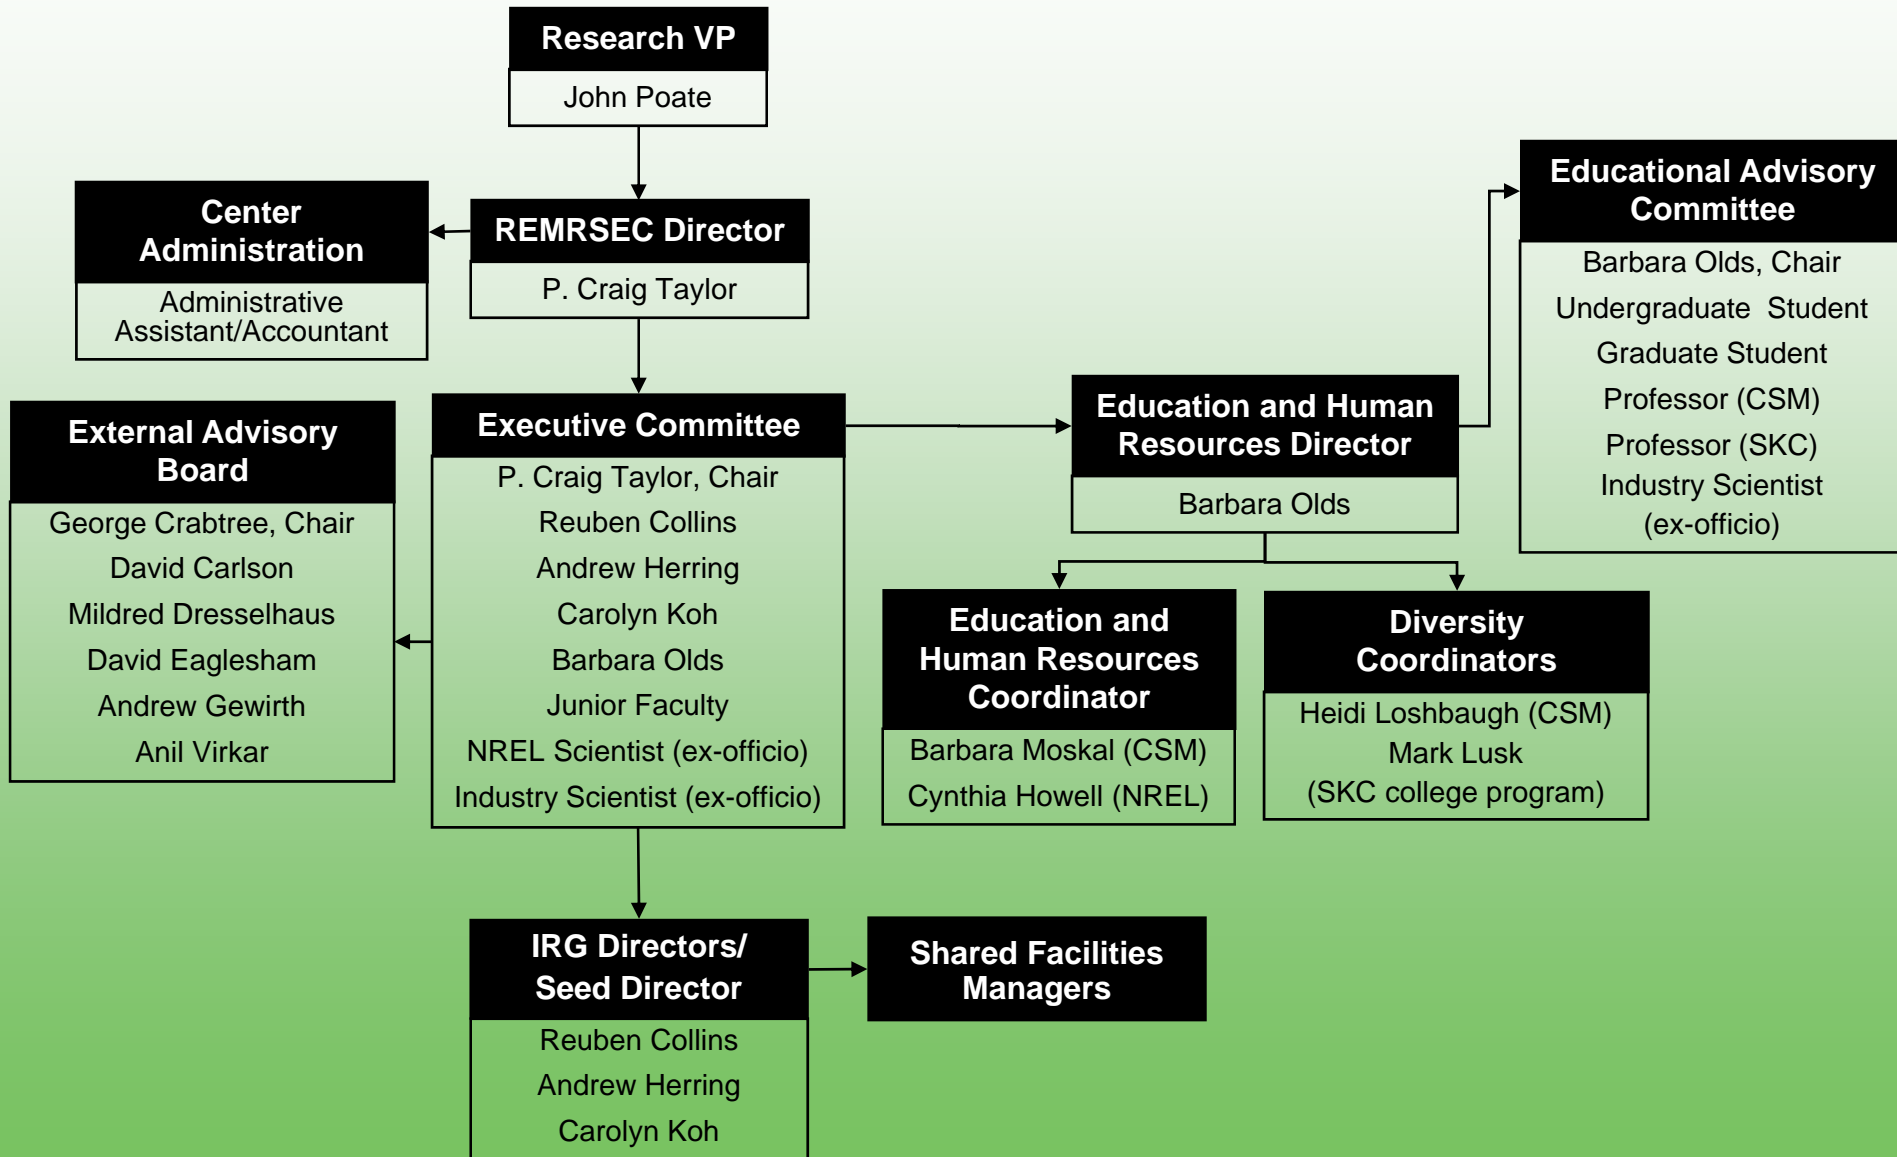 Research VP
John Poate
Center
Administration
Administrative
Assistant/Accountant
REMRSEC Director
P. Craig Taylor
Educational Advisory
Committee
Barbara Olds, Chair
Undergraduate Student
Graduate Student
Professor (CSM)
Professor (SKC)
Industry Scientist
(ex-officio)
External Advisory
Board
George Crabtree, Chair
David Carlson
Mildred Dresselhaus
David Eaglesham
Andrew Gewirth
Anil Virkar
Executive Committee
P. Craig Taylor, Chair
Reuben Collins
Andrew Herring
Carolyn Koh
Barbara Olds
Junior Faculty
NREL Scientist (ex-officio)
Industry Scientist (ex-officio)
Education and Human
Resources Director
Barbara Olds
Education and
Human Resources
Coordinator
Barbara Moskal (CSM)
Cynthia Howell (NREL)
Diversity
Coordinators
Heidi Loshbaugh (CSM)
Mark Lusk
(SKC college program)
IRG Directors/
Seed Director
Reuben Collins
Andrew Herring
Carolyn Koh
Shared Facilities
Managers